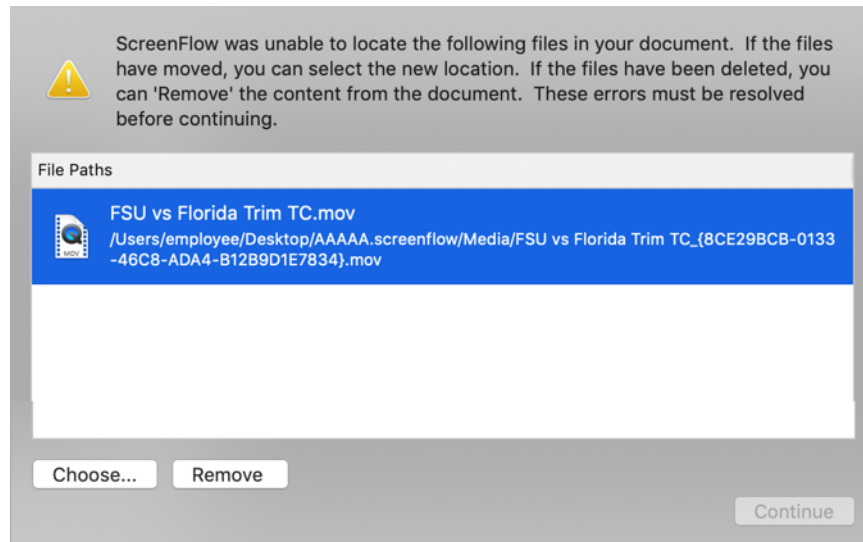 ScreenFlow was unable to locate the following files in your document.  If the files
have moved, you can select the new location.  If the files have been deleted, you
can 'Remove' the content from the document.  These errors must be resolved
before continuing.
File Paths
FSU vs Florida Trim TC.mov
/Users/employee/Desktop/AAAAA.screenflow/Media/FSU vs Florida Trim TC_{8CE29BCB-0133
-46C8-ADA4-B12B9D1E7834}.mov
MOV
Choose...
Remove
Continue